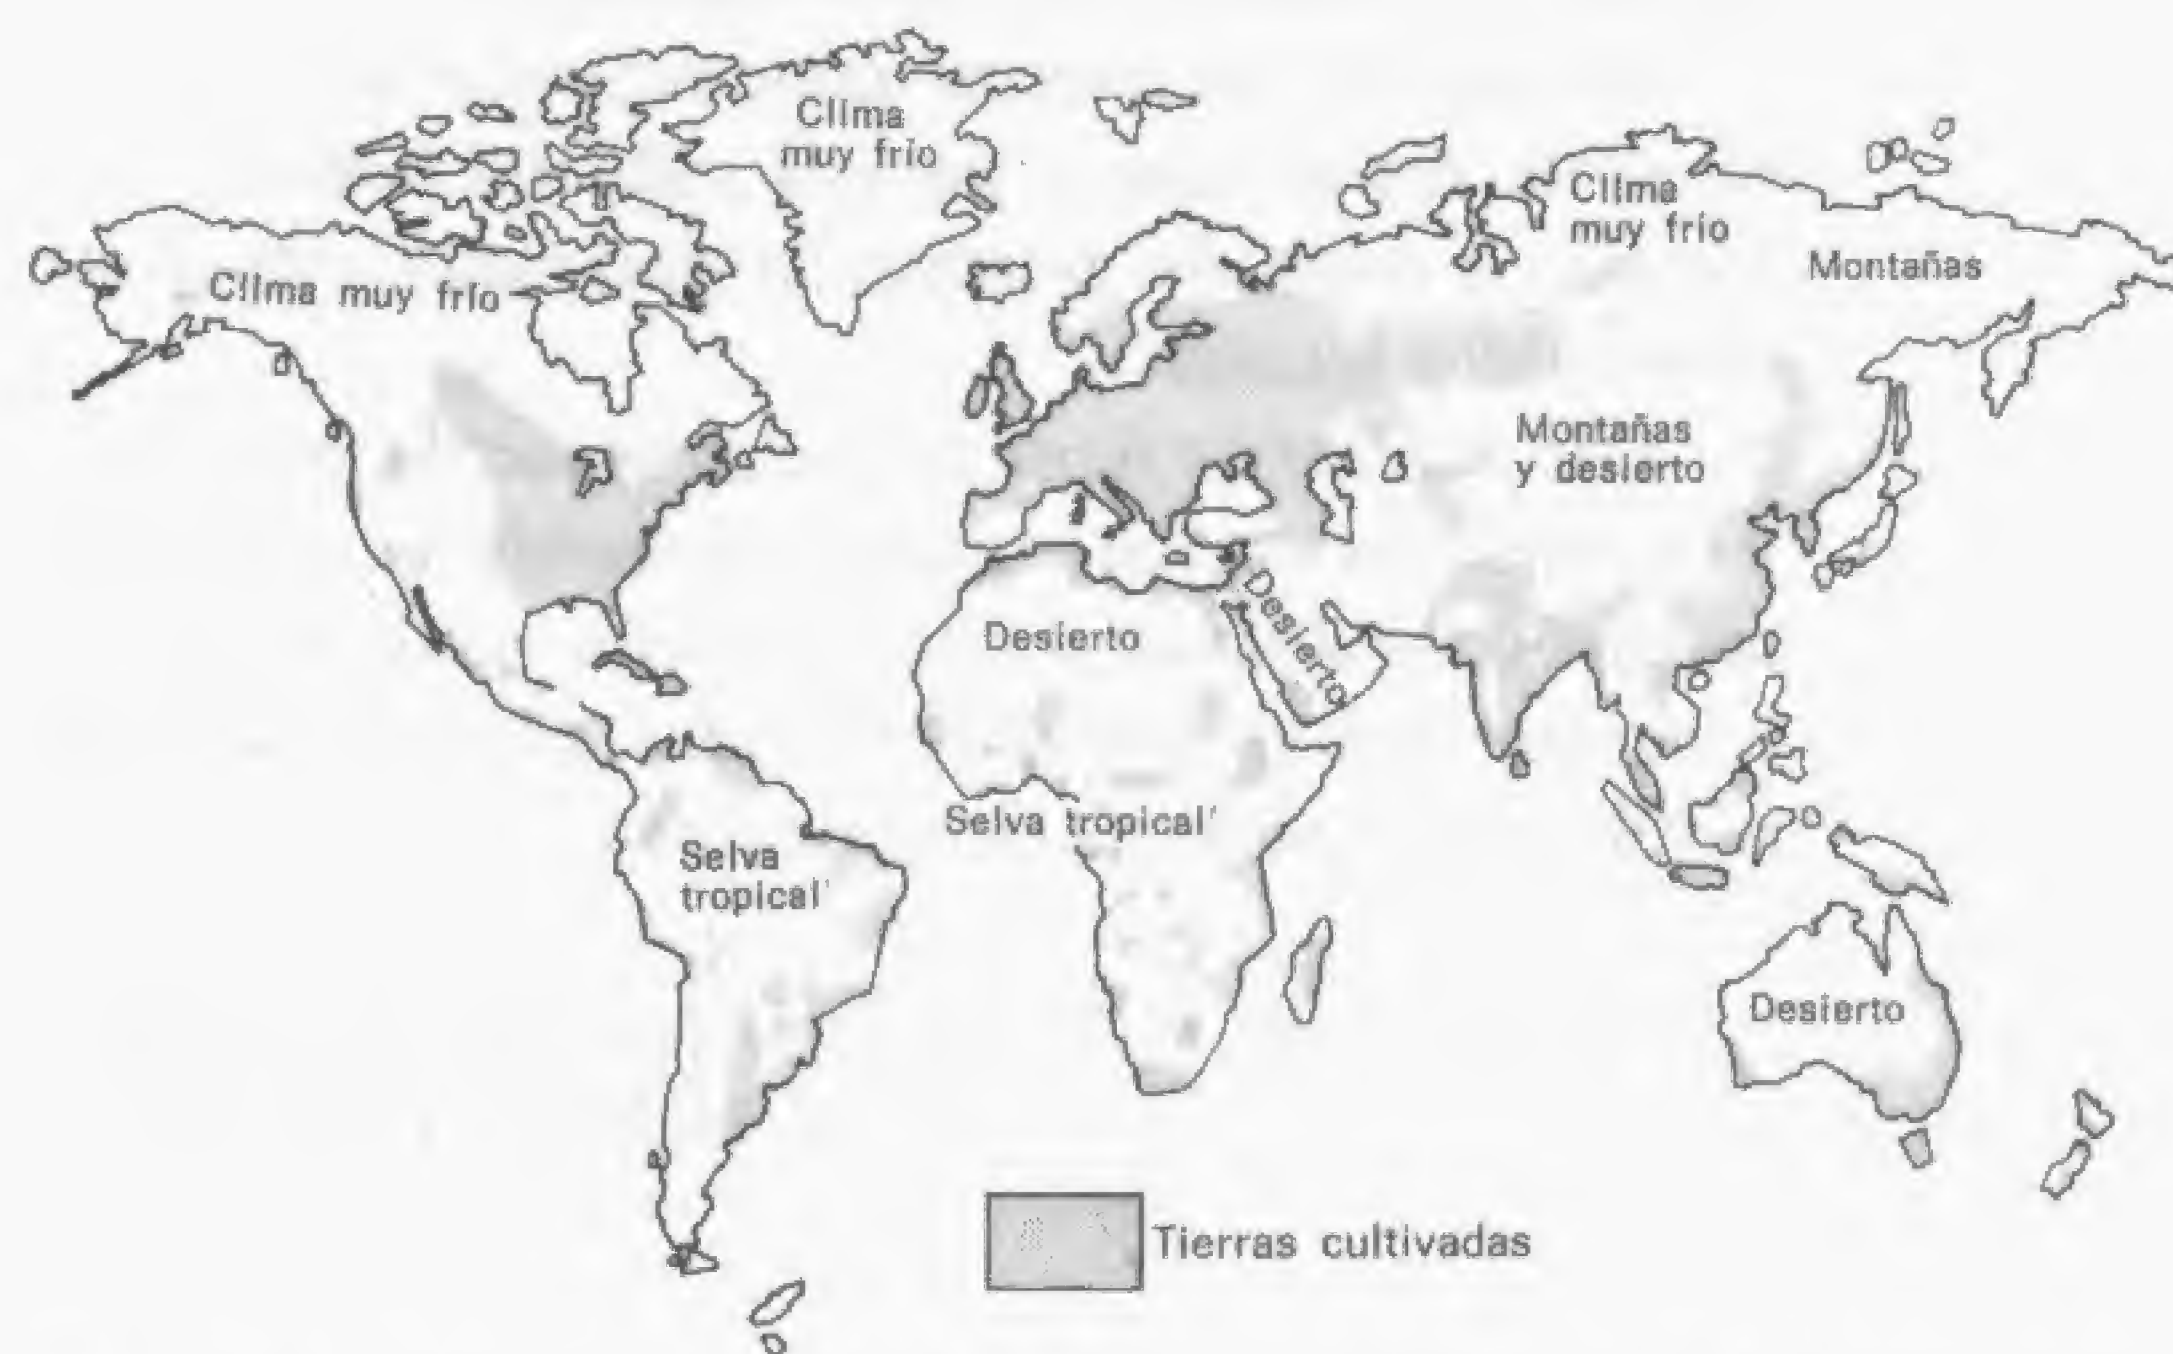 Clima
muy frío
Clima
muy frío
Montañas
Clima muy frío
Montañas
y desierto
Desierto
Desierto
Selva tropical
Selva
tropical
Desierto
Tierras cultivadas